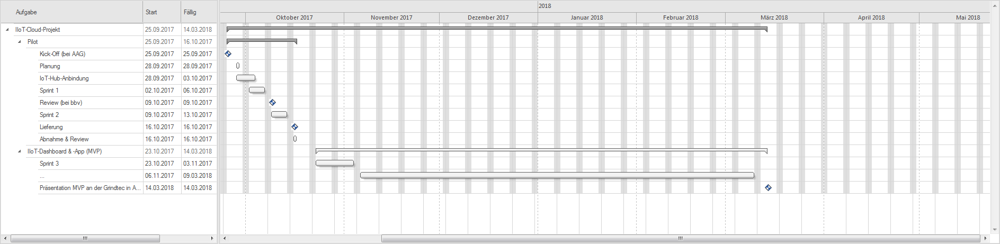 2018
Aufgabe Start Fällig Oktober 2017 November 2017 Dezember 2017 Januar 2018 Februar 2018 März 2018 April 2018 Mai 2018
IIoT-Cloud-Projekt 25.09.2017 14.03.2018
Pilot 25.09.2017 16.10.2017
Kick-Off (bei AAG) 25.09.2017 25.09.2017
Planung 28.09.2017 28.09.2017
IoT-Hub-Anbindung 28.09.2017 03.10.2017
Sprint 1 02.10.2017 06.10.2017
Review (bei bbv) 09.10.2017 09.10.2017
Sprint 2 09.10.2017 13.10.2017
Lieferung 16.10.2017 16.10.2017
Abnahme & Review 16.10.2017 16.10.2017
IIoT-Dashboard & -App (MVP) 23.10.2017 14.03.2018
Sprint 3 23.10.2017 03.11.2017
... 06.11.2017 09.03.2018
Präsentation MVP an der Grindtec in A... 14.03.2018 14.03.2018